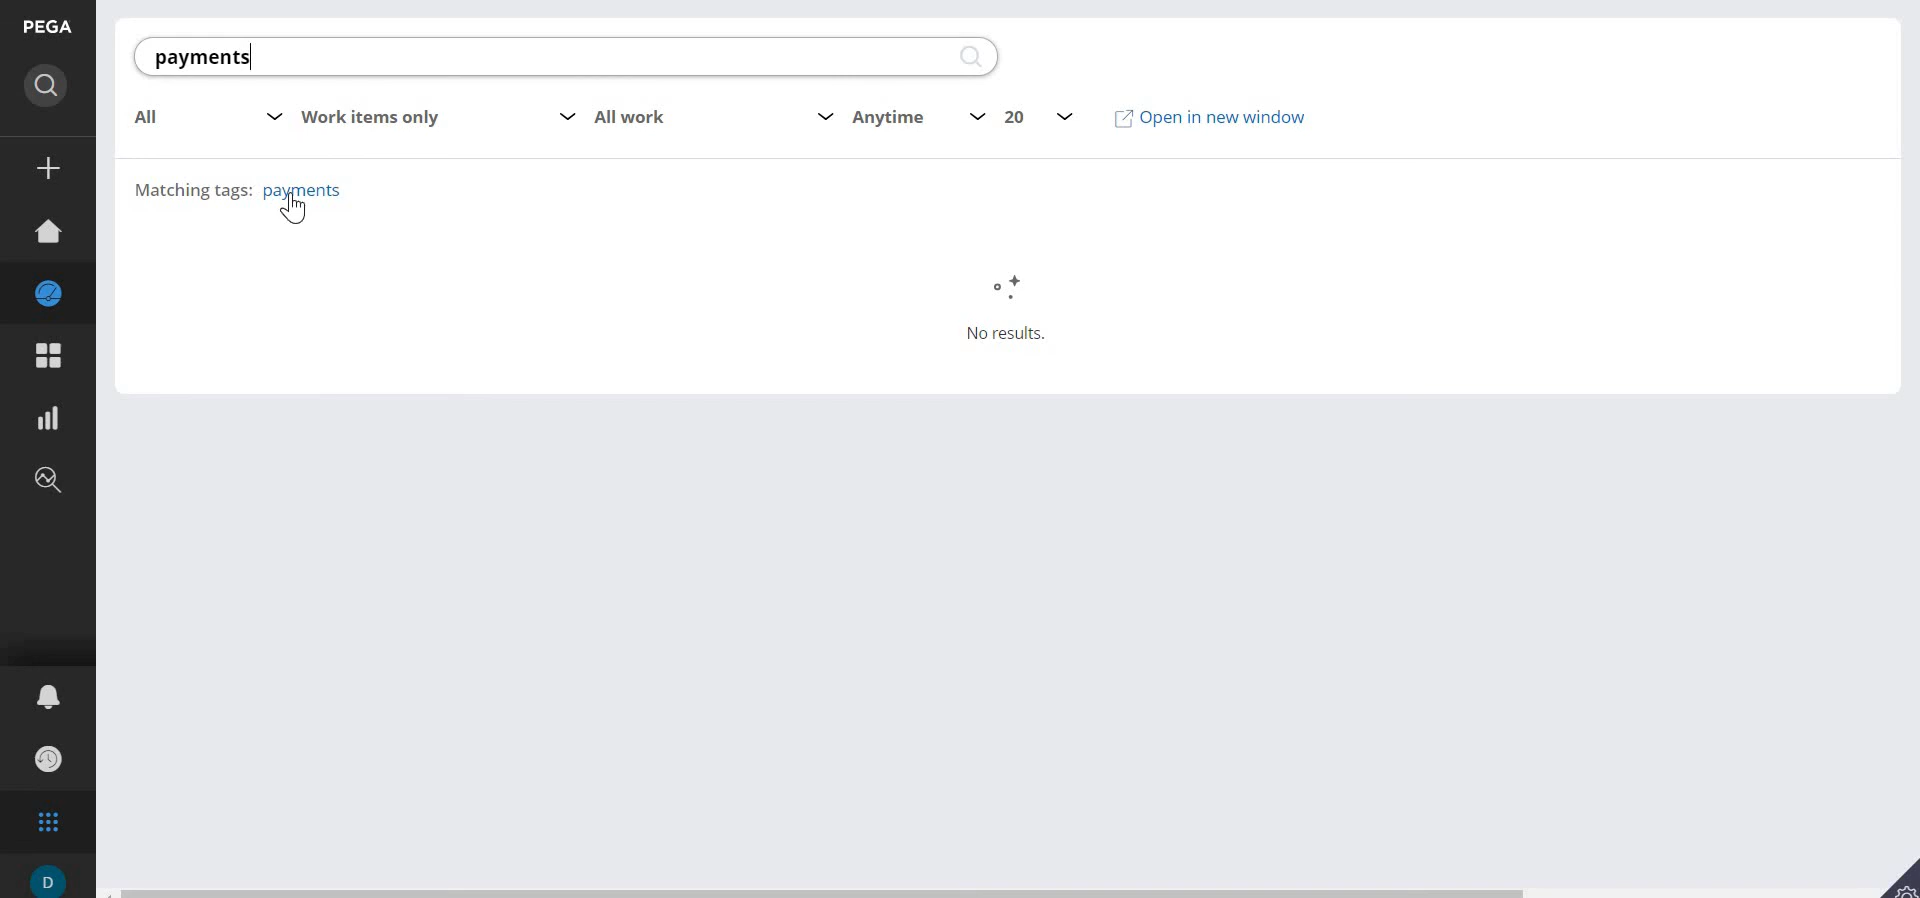 PEGA
payments
All Work items only All work Anytime 20 Open in new window
Matching tags: payments
No results.
D